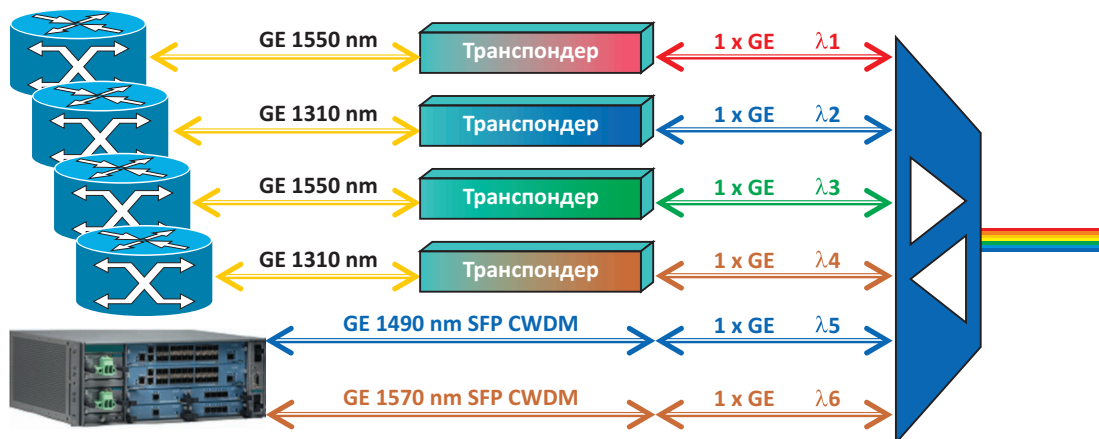 GE 1550 nm Транспондер 1 x GE λ1
GE 1310 nm Транспондер 1 x GE λ2
GE 1550 nm Транспондер 1 x GE λ3
GE 1310 nm Транспондер 1 x GE λ4
GE 1490 nm SFP CWDM 1 x GE λ5
GE 1570 nm SFP CWDM 1 x GE λ6